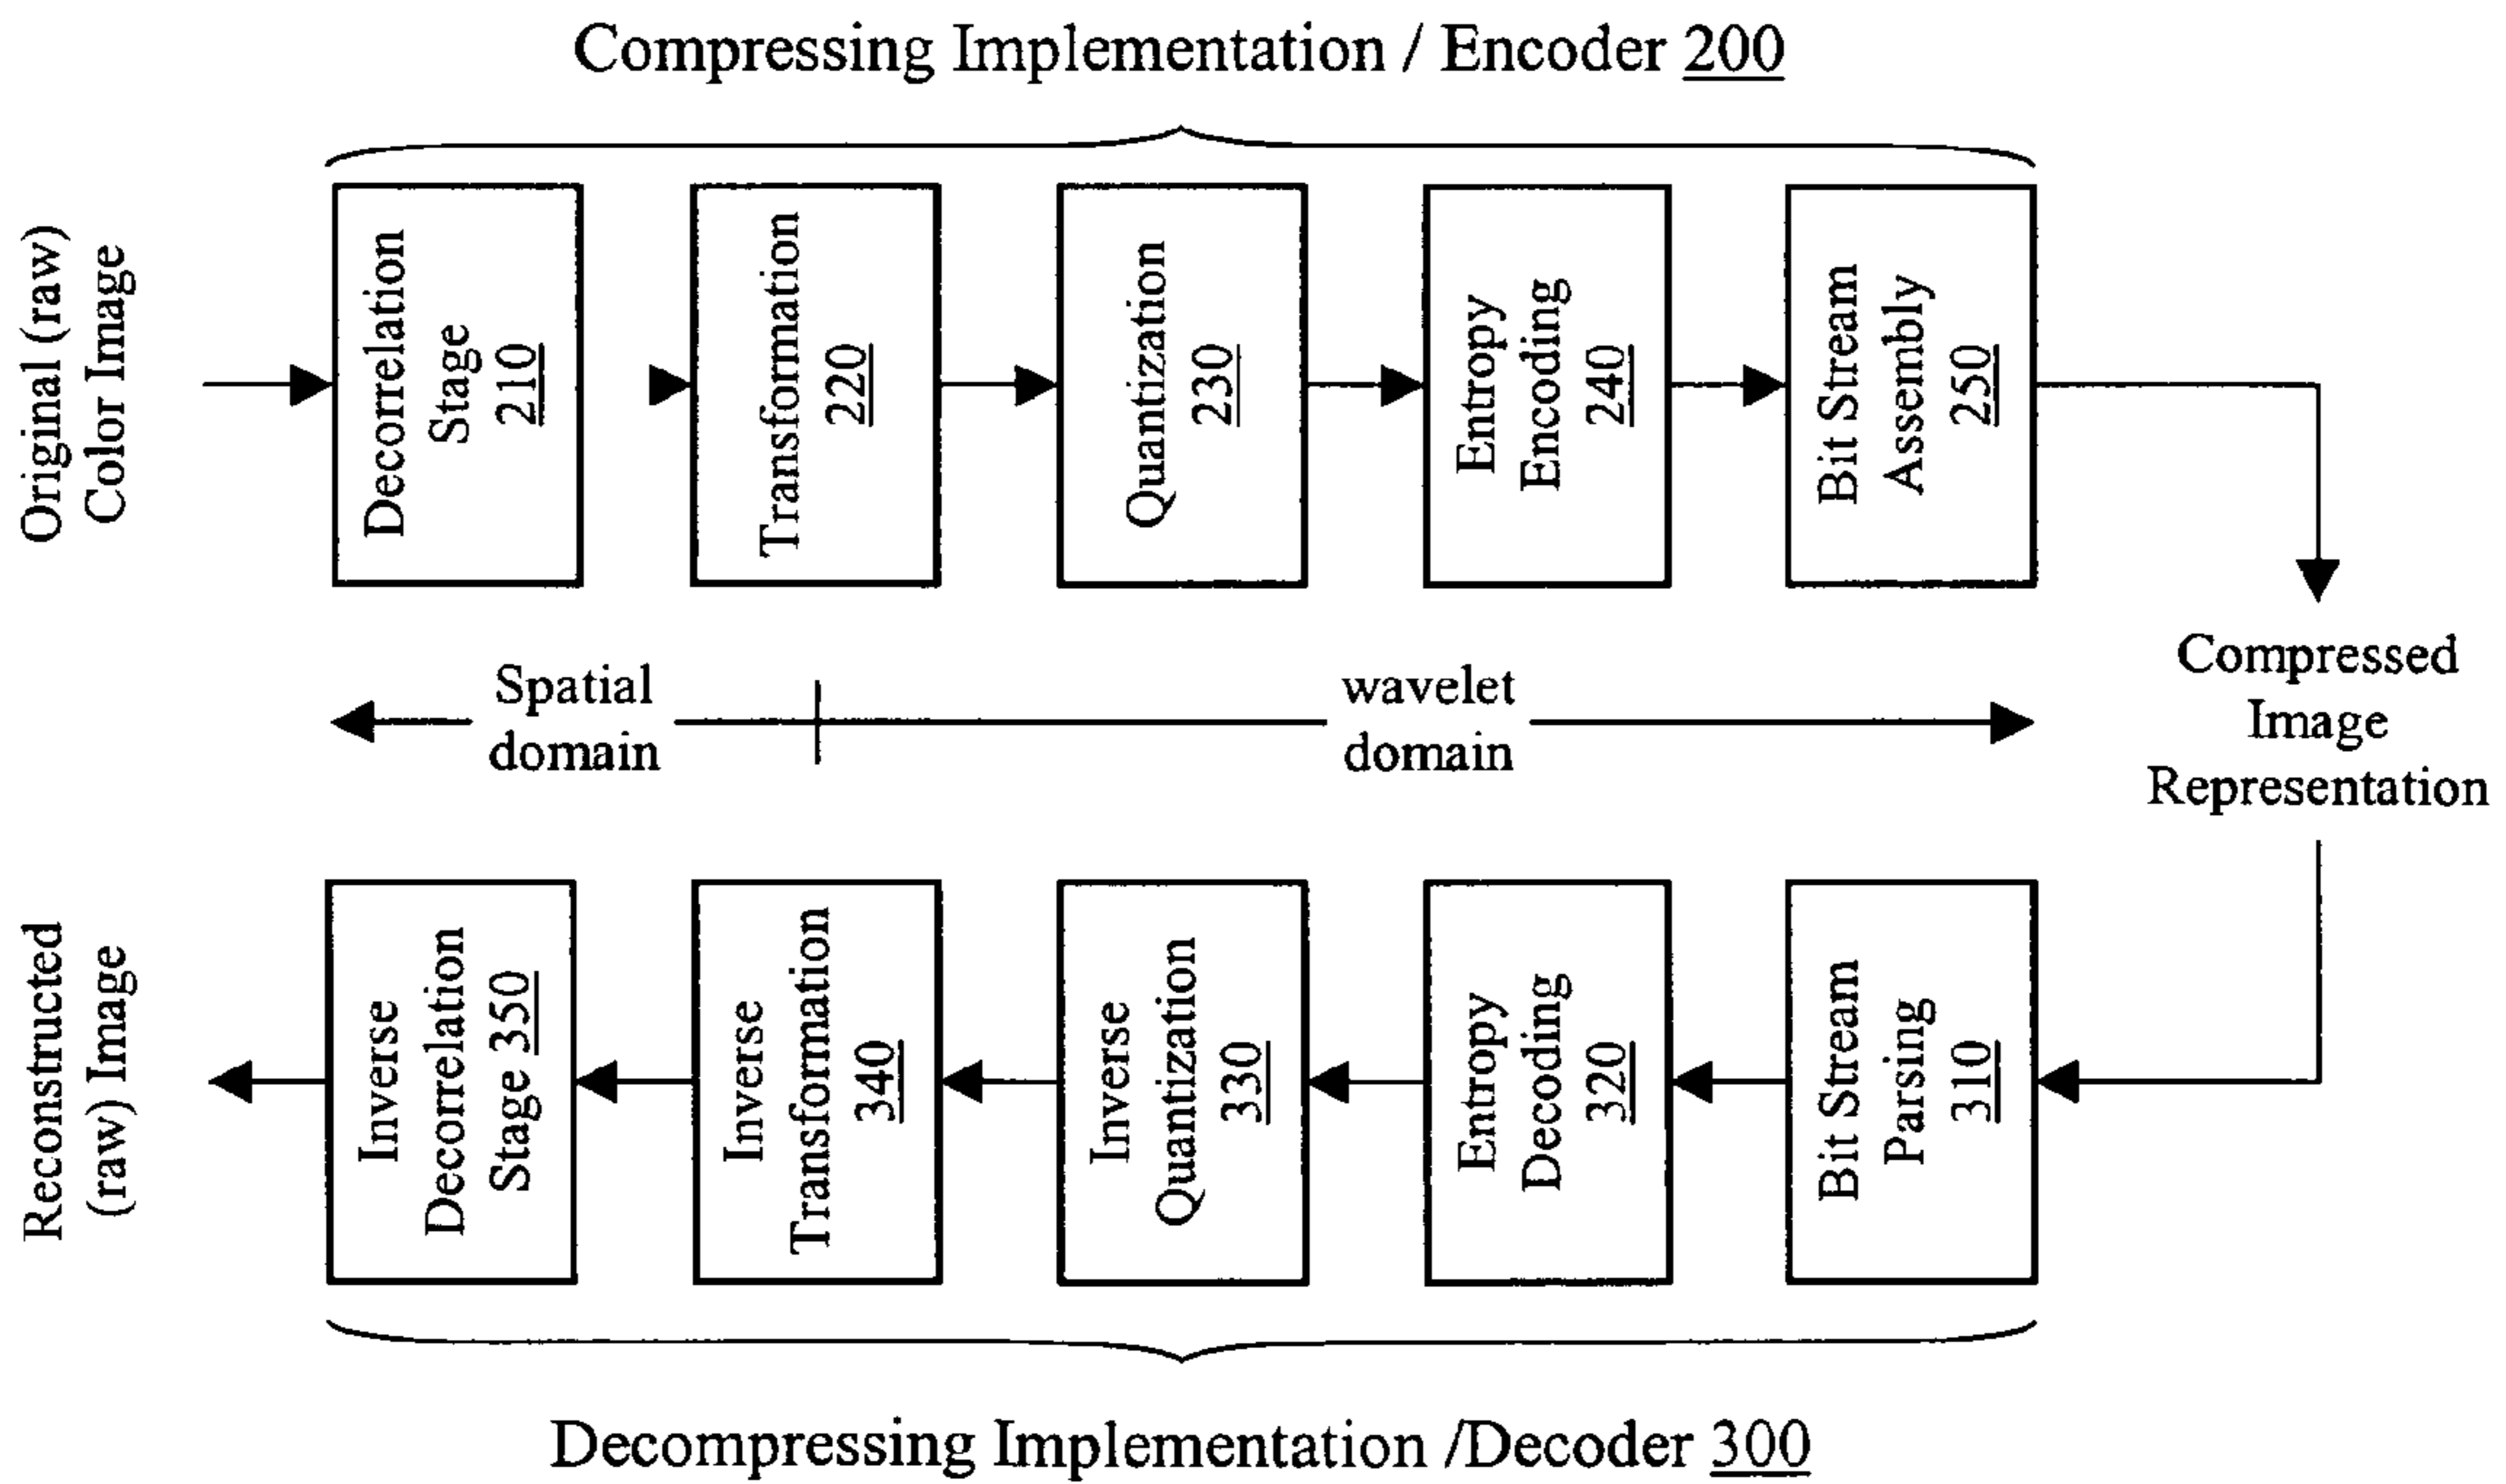 Compressing Implementation / Encoder 200
Original (raw)
Color Image
Decorrelation
Stage
210
Transformation
220
Quantization
230
Entropy
Encoding
240
Bit Stream
Assembly
250
Spatial
domain
wavelet
domain
Compressed
Image
Representation
Reconstructed
(raw) Image
Inverse
Decorrelation
Stage 350
Inverse
Transformation
340
Inverse
Quantization
330
Entropy
Decoding
320
Bit Stream
Parsing
310
Decompressing Implementation /Decoder 300